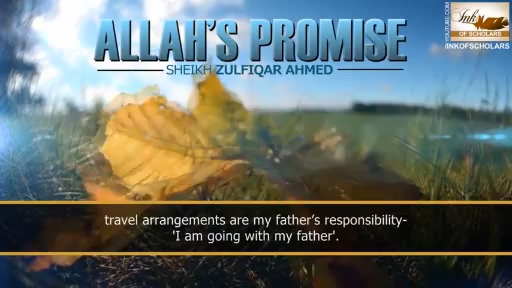 ALLAH'S PROMISE
SHEIKH ZULFIQAR AHMED
Ink
OF SCHOLARS
YOUTUBE.COM
/INKOFSCHOLARS
travel arrangements are my father's responsibility-
'I am going with my father'.